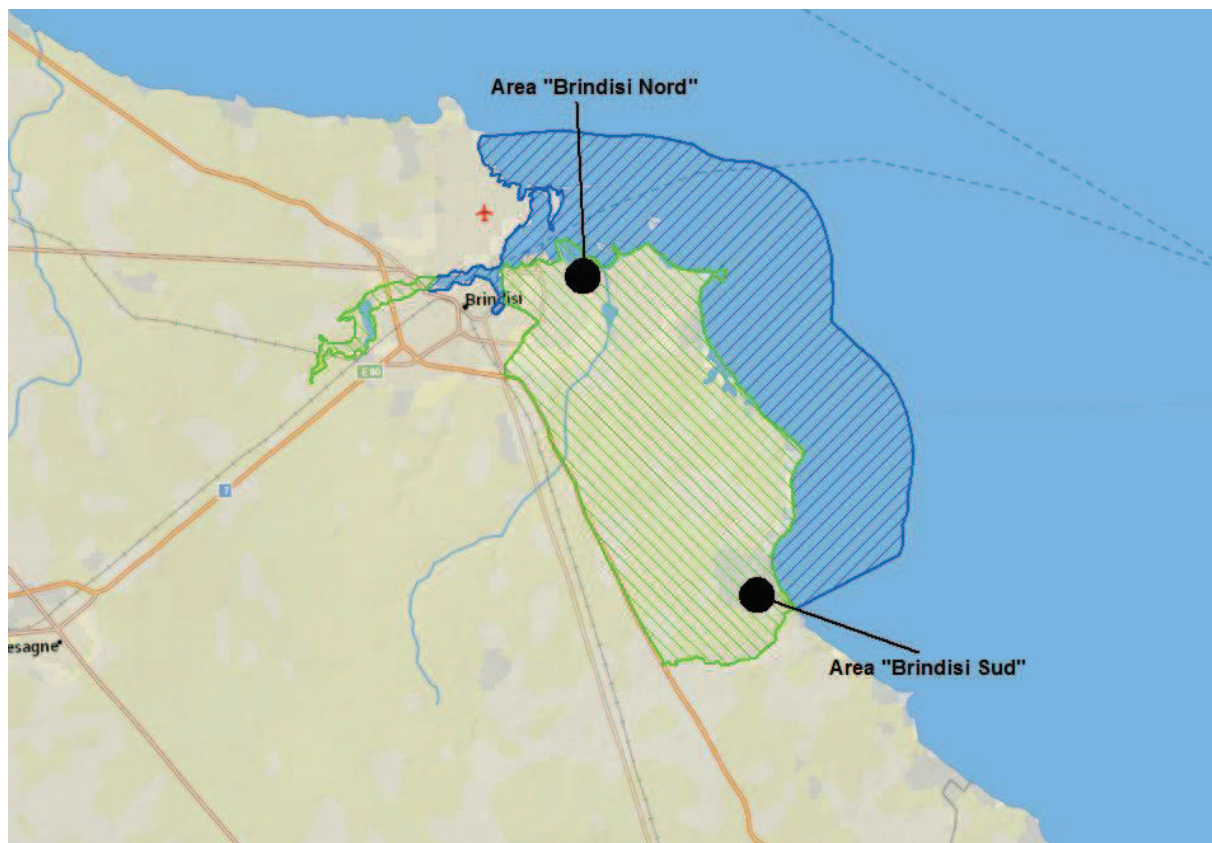 Area "Brindisi Nord"
Brindisi
E 90
7
esagne
Area "Brindisi Sud"